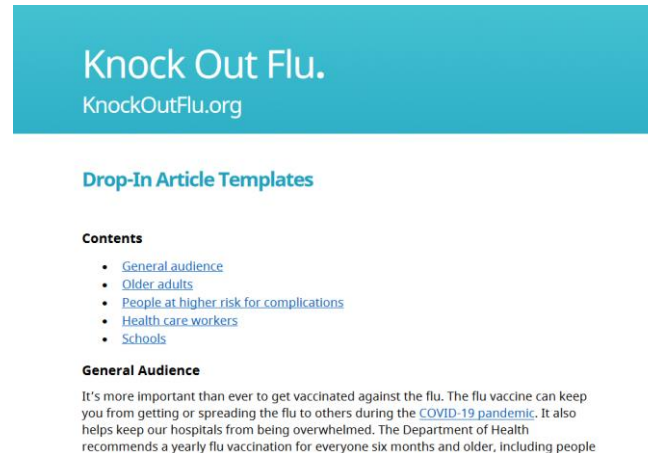 Knock Out Flu.
KnockOutFlu.org
Drop-In Article Templates
Contents
• General audience
• Older adults
• People at higher risk for complications
• Health care workers
• Schools
General Audience
It's more important than ever to get vaccinated against the flu. The flu vaccine can keep
you from getting or spreading the flu to others during the COVID-19 pandemic. It also
helps keep our hospitals from being overwhelmed. The Department of Health
recommends a yearly flu vaccination for everyone six months and older, including people